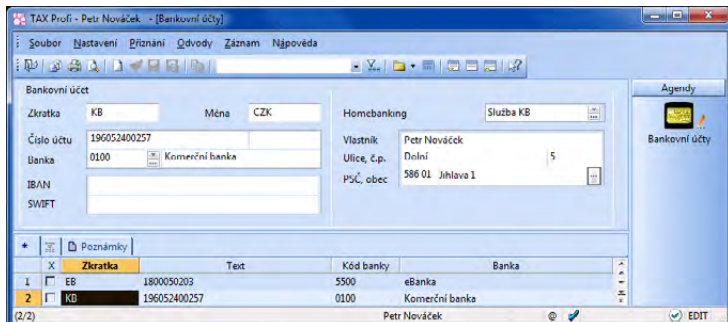 TAX Profi - Petr Nováček - [Bankovní účty]
Soubor Nastavení Přiznání Odvody Záznam Nápověda
Bankovní účet
Agendy
Zkratka KB Měna CZK Homebanking Služba KB
Číslo účtu 196052400257 Vlastník Petr Nováček
Bankovní účty
Banka 0100 Komerční banka Ulice, č.p. Dolní 5
PSČ, obec 586 01 Jihlava 1
IBAN
SWIFT
* Poznámky
X Zkratka Text Kód banky Banka
1 EB 1800050203 5500 eBanka
2 KB 196052400257 0100 Komerční banka
(2/2) Petr Nováček @ EDIT